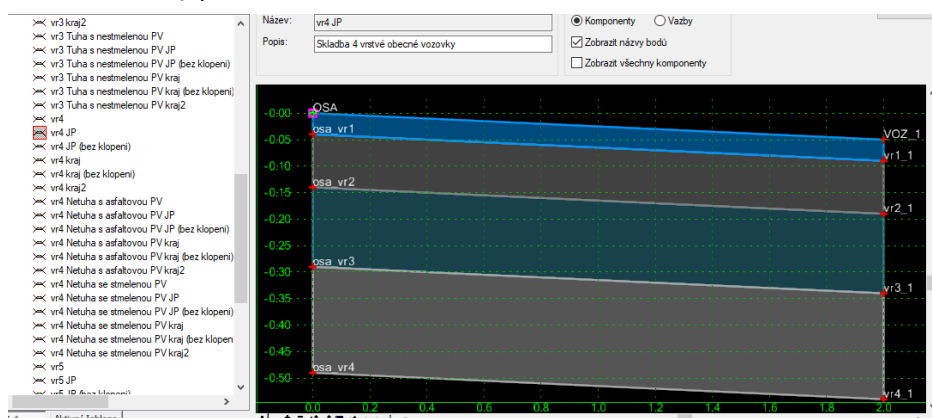 vr3 kraj2
vr3 Tuha s nestmelenou PV
vr3 Tuha s nestmelenou PV JP
vr3 Tuha s nestmelenou PV JP (bez klopeni)
vr3 Tuha s nestmelenou PV kraj
vr3 Tuha s nestmelenou PV kraj (bez klopeni)
vr3 Tuha s nestmelenou PV kraj2
vr4
vr4 JP
vr4 JP (bez klopeni)
vr4 kraj
vr4 kraj (bez klopeni)
vr4 kraj2
vr4 Netuha s asfaltovou PV
vr4 Netuha s asfaltovou PV JP
vr4 Netuha s asfaltovou PV JP (bez klopeni)
vr4 Netuha s asfaltovou PV kraj
vr4 Netuha s asfaltovou PV kraj (bez klopeni)
vr4 Netuha s asfaltovou PV kraj2
vr4 Netuha se stmelenou PV
vr4 Netuha se stmelenou PV JP
vr4 Netuha se stmelenou PV JP (bez klopeni)
vr4 Netuha se stmelenou PV kraj
vr4 Netuha se stmelenou PV kraj (bez klopen
vr4 Netuha se stmelenou PV kraj2
vr5
vr5 JP
Název: vr4 JP
Popis: Skladba 4 vrstvé obecné vozovky
Komponenty Vazby
Zobrazit názvy bodů
Zobrazit všechny komponenty
OSA
-0:00
VOZ_1
osa_vr1
-0:05
vr1_1
-0:10
osa_vr2
-0:15
vr2_1
-0:20
-0:25
osa_vr3
-0:30
vr3_1
-0:35
-0:40
-0:45
osa_vr4
-0:50
vr4_1
0.0 0.2 0.4 0.6 0.8 1.0 1.2 1.4 1.6 1.8 2.0